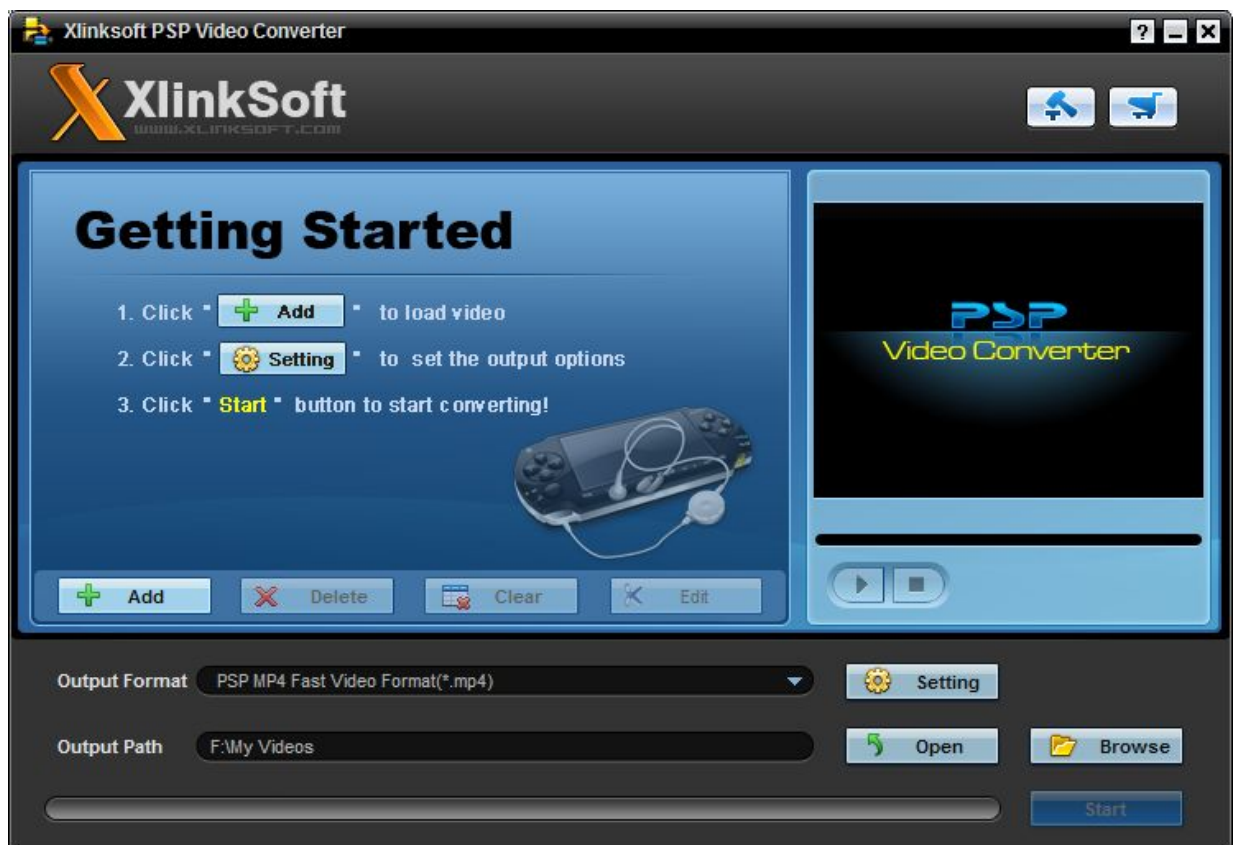 Xlinksoft PSP Video Converter
?
XlinkSoft
www.XLinkSoft.com
Getting Started
1. Click " Add " to load video
2. Click " Setting " to set the output options
3. Click " Start " button to start converting!
PSP
Video Converter
Add Delete Clear Edit
Output Format PSP MP4 Fast Video Format(*.mp4) Setting
Output Path F:\My Videos Open Browse
Start